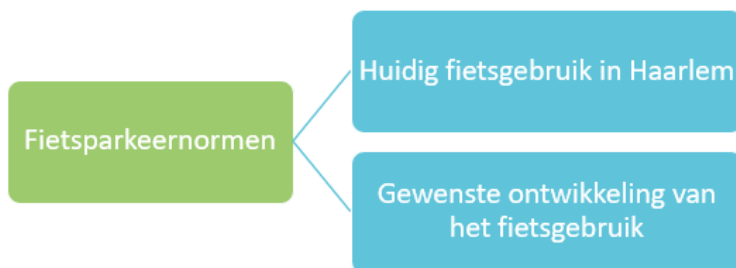 Fietsparkeernormen
Huidig fietsgebruik in Haarlem
Gewenste ontwikkeling van
het fietsgebruik